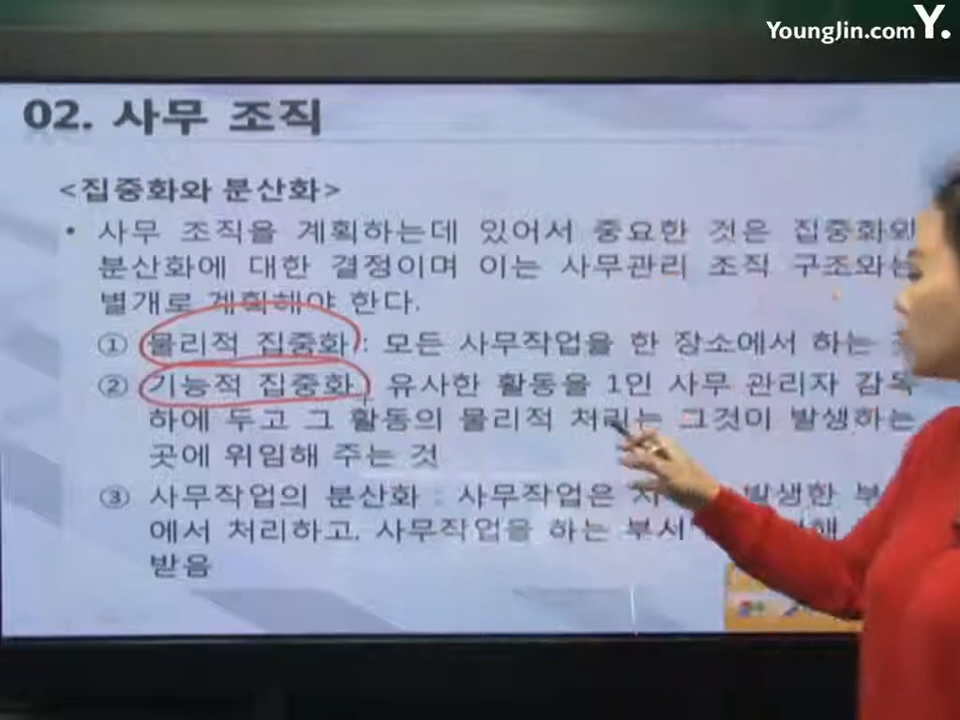 YoungJin.com Y.
02. 사무 조직
<집중화와 분산화>
• 사무 조직을 계획하는데 있어서 중요한 것은 집중화와
분산화에 대한 결정이며 이는 사무관리 조직 구조와는
별개로 계획해야 한다.
① 물리적 집중화 : 모든 사무작업을 한 장소에서 하는
② 기능적 집중화 유사한 활동을 1인 사무 관리자 감독
하에 두고 그 활동의 물리적 처리는 그것이 발생하는
곳에 위임해 주는 것
③ 사무작업의 분산화 : 사무작업은 발생한
에서 처리하고, 사무작업을 하는 부서
받음